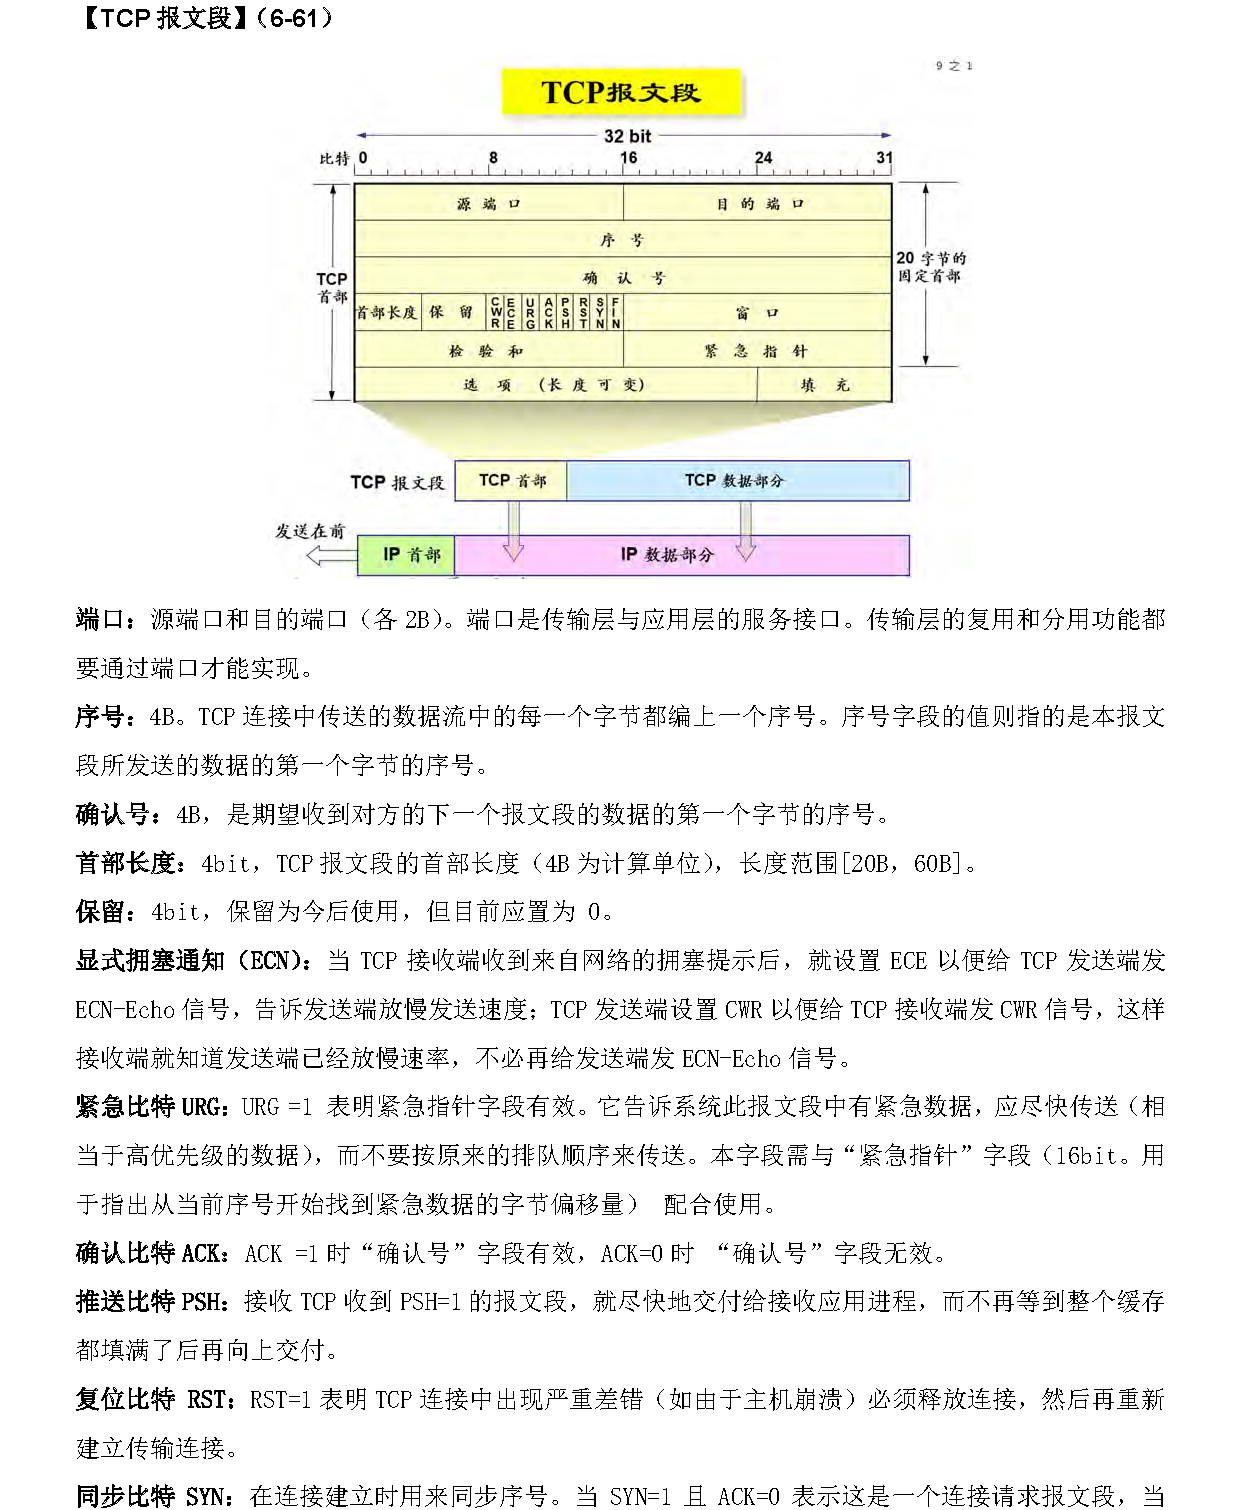 【TCP 报文段】（6-61）
9 之 1
TCP报文段
32 bit
比特 0 8 16 24 31
源 端 口 目 的 端 口
序 号
确 认 号
TCP
首部
20 字节的
固定首部
首部长度 保 留 CWR ECE URG ACK PSH RST SYN FIN 窗 口
检 验 和 紧 急 指 针
选 项 （长 度 可 变） 填 充
TCP 报文段 TCP 首部 TCP 数据部分
发送在前
IP 首部 IP 数据部分
端口：源端口和目的端口（各 2B）。端口是传输层与应用层的服务接口。传输层的复用和分用功能都
要通过端口才能实现。
序号：4B。TCP 连接中传送的数据流中的每一个字节都编上一个序号。序号字段的值则指的是本报文
段所发送的数据的第一个字节的序号。
确认号：4B，是期望收到对方的下一个报文段的数据的第一个字节的序号。
首部长度：4bit，TCP 报文段的首部长度（4B 为计算单位），长度范围[20B，60B]。
保留：4bit，保留为今后使用，但目前应置为 0。
显式拥塞通知（ECN）：当 TCP 接收端收到来自网络的拥塞提示后，就设置 ECE 以便给 TCP 发送端发
ECN-Echo 信号，告诉发送端放慢发送速度；TCP 发送端设置 CWR 以便给 TCP 接收端发 CWR 信号，这样
接收端就知道发送端已经放慢速率，不必再给发送端发 ECN-Echo 信号。
紧急比特 URG：URG =1 表明紧急指针字段有效。它告诉系统此报文段中有紧急数据，应尽快传送（相
当于高优先级的数据），而不要按原来的排队顺序来传送。本字段需与“紧急指针”字段（16bit。用
于指出从当前序号开始找到紧急数据的字节偏移量） 配合使用。
确认比特 ACK：ACK =1 时“确认号”字段有效，ACK=0 时 “确认号”字段无效。
推送比特 PSH：接收 TCP 收到 PSH=1 的报文段，就尽快地交付给接收应用进程，而不再等到整个缓存
都填满了后再向上交付。
复位比特 RST：RST=1 表明 TCP 连接中出现严重差错（如由于主机崩溃）必须释放连接，然后再重新
建立传输连接。
同步比特 SYN：在连接建立时用来同步序号。当 SYN=1 且 ACK=0 表示这是一个连接请求报文段，当